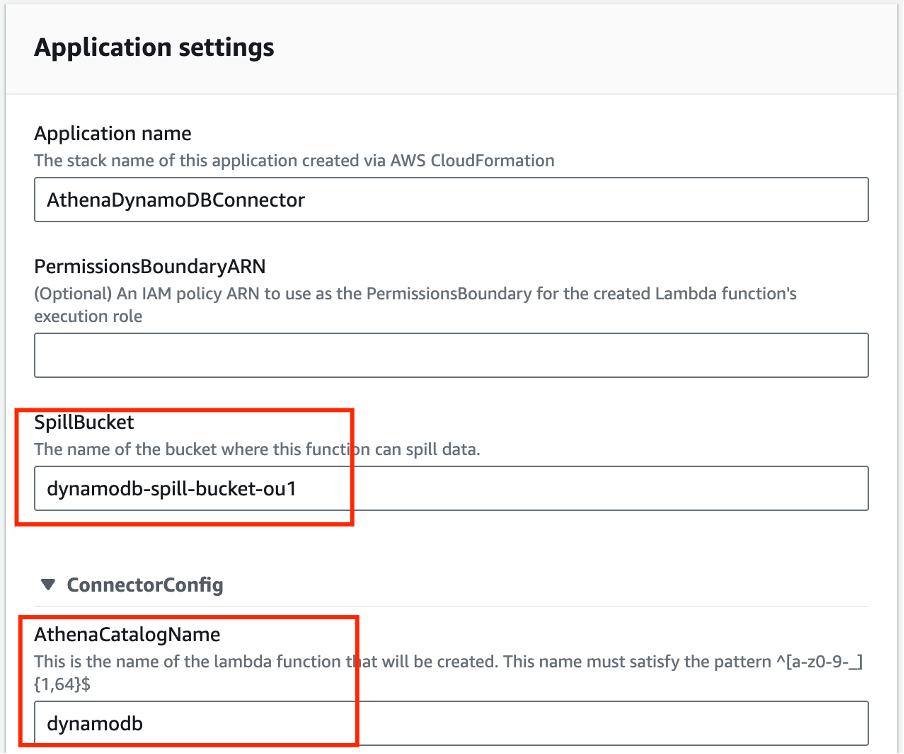 Application settings
Application name
The stack name of this application created via AWS CloudFormation
AthenaDynamoDBConnector
PermissionsBoundaryARN
(Optional) An IAM policy ARN to use as the PermissionsBoundary for the created Lambda function's
execution role
SpillBucket
The name of the bucket where this function can spill data.
dynamodb-spill-bucket-ou1
ConnectorConfig
AthenaCatalogName
This is the name of the lambda function that will be created. This name must satisfy the pattern ^[a-z0-9-_]
{1,64}$
dynamodb